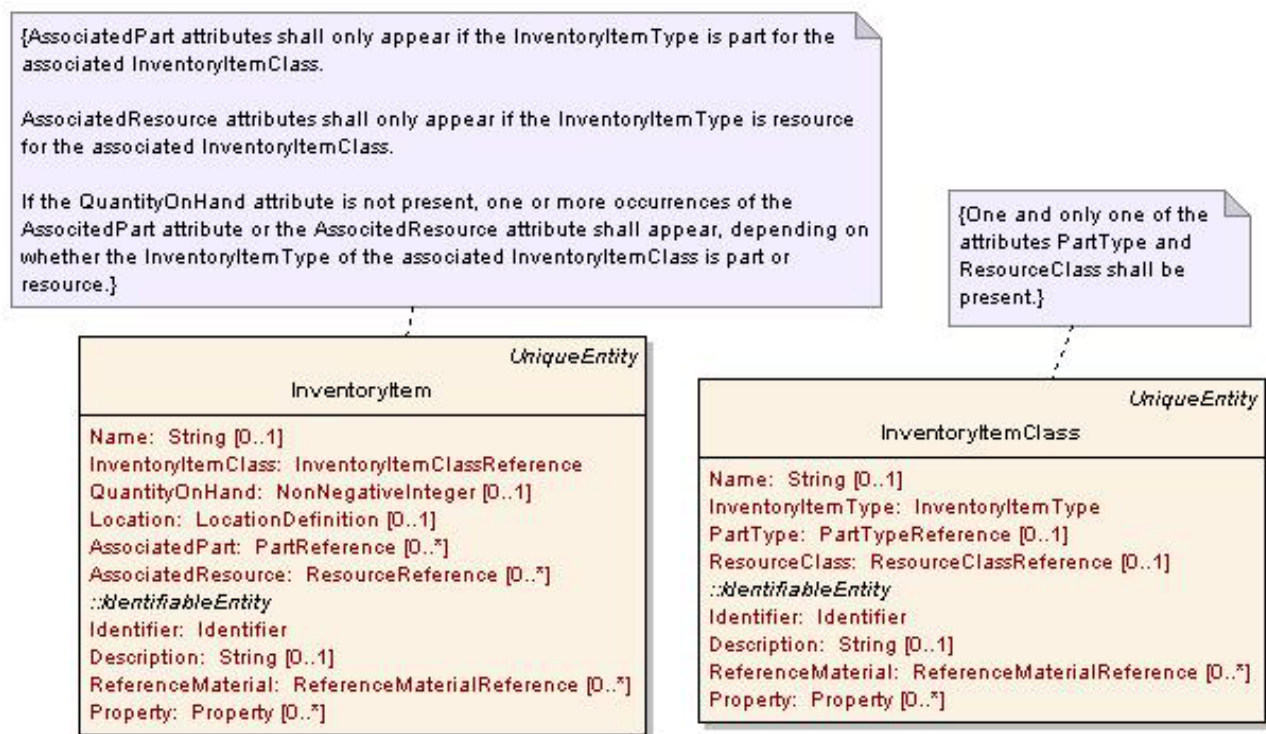 {AssociatedPart attributes shall only appear if the InventoryItemType is part for the
associated InventoryItemClass.
AssociatedResource attributes shall only appear if the InventoryItemType is resource
for the associated InventoryItemClass.
If the QuantityOnHand attribute is not present, one or more occurrences of the
AssocitedPart attribute or the AssocitedResource attribute shall appear, depending on
whether the InventoryItemType of the associated InventoryItemClass is part or
resource.}
{One and only one of the
attributes PartType and
ResourceClass shall be
present.}
UniqueEntity
InventoryItem
Name: String [0..1]
InventoryItemClass: InventoryItemClassReference
QuantityOnHand: NonNegativeInteger [0..1]
Location: LocationDefinition [0..1]
AssociatedPart: PartReference [0..*]
AssociatedResource: ResourceReference [0..*]
::IdentifiableEntity
Identifier: Identifier
Description: String [0..1]
ReferenceMaterial: ReferenceMaterialReference [0..*]
Property: Property [0..*]
UniqueEntity
InventoryItemClass
Name: String [0..1]
InventoryItemType: InventoryItemType
PartType: PartTypeReference [0..1]
ResourceClass: ResourceClassReference [0..1]
::IdentifiableEntity
Identifier: Identifier
Description: String [0..1]
ReferenceMaterial: ReferenceMaterialReference [0..*]
Property: Property [0..*]